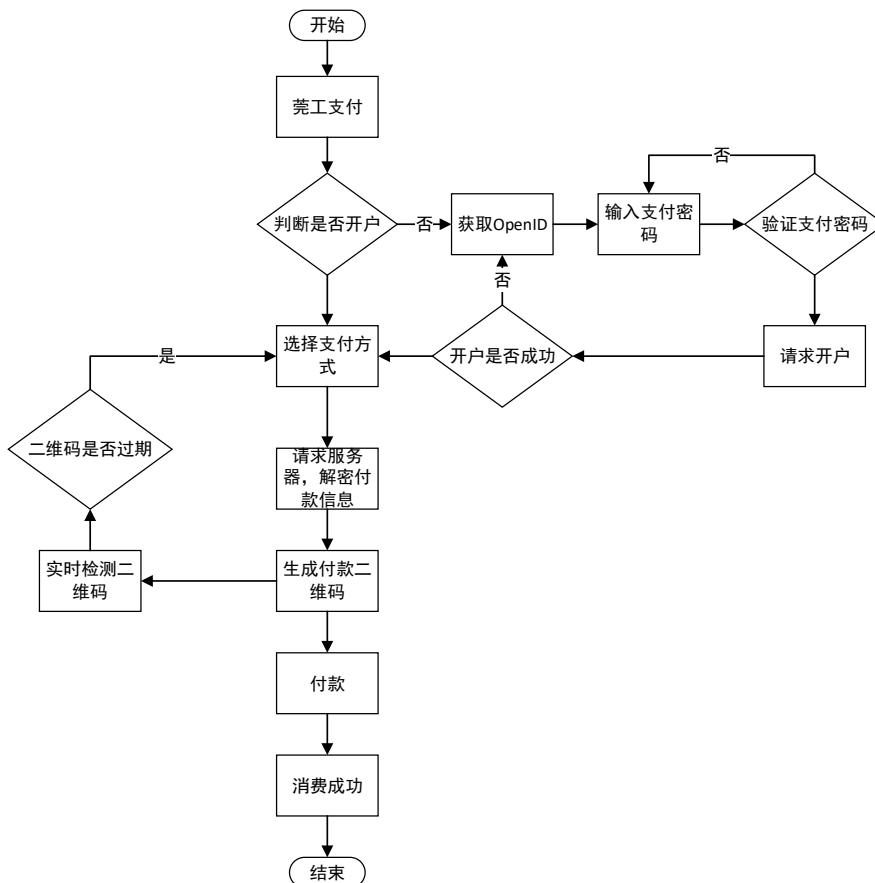 开始
莞工支付
否
判断是否开户
否
获取OpenID
输入支付密
码
验证支付密码
否
是
选择支付方
式
开户是否成功
请求开户
二维码是否过期
请求服务
器，解密付
款信息
实时检测二
维码
生成付款二
维码
付款
消费成功
结束